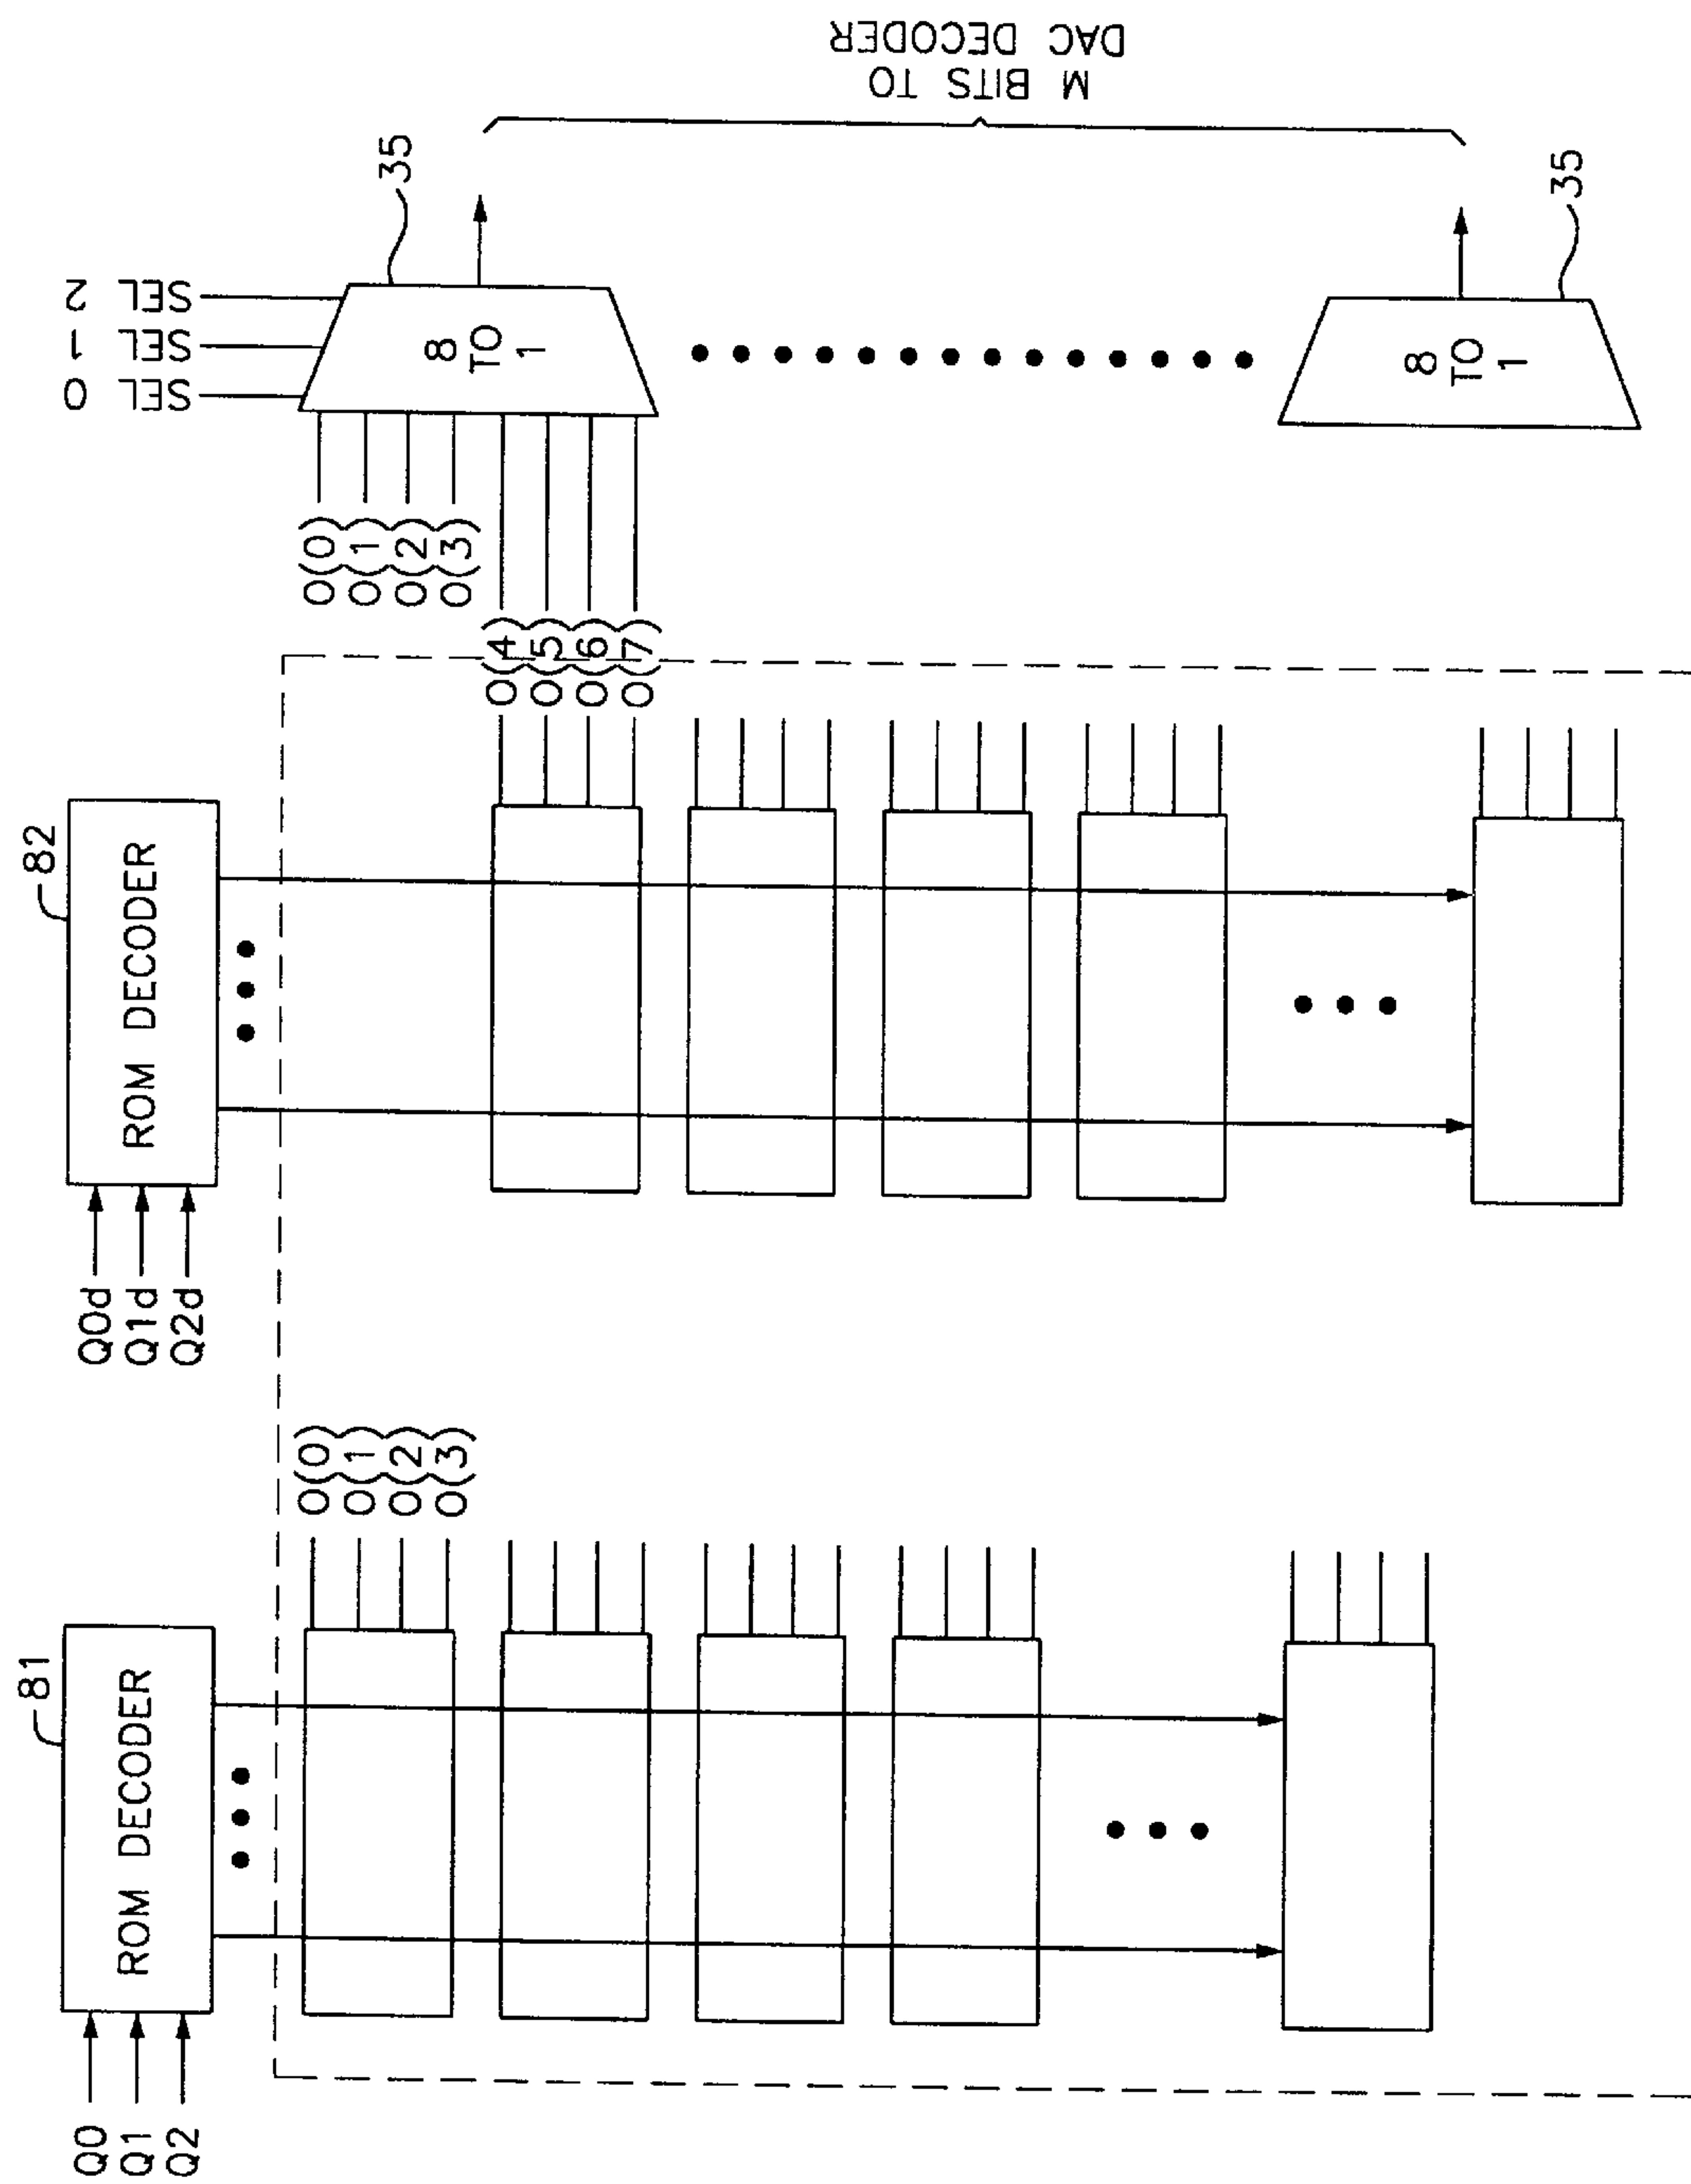 Q0
Q1
Q2
ROM DECODER
81
O(0)
O(1)
O(2)
O(3)
Q0d
Q1d
Q2d
ROM DECODER
82
O(4)
O(5)
O(6)
O(7)
O(0)
O(1)
O(2)
O(3)
SEL 0
SEL 1
SEL 2
8
TO
1
35
8
TO
1
35
M BITS TO
DAC DECODER